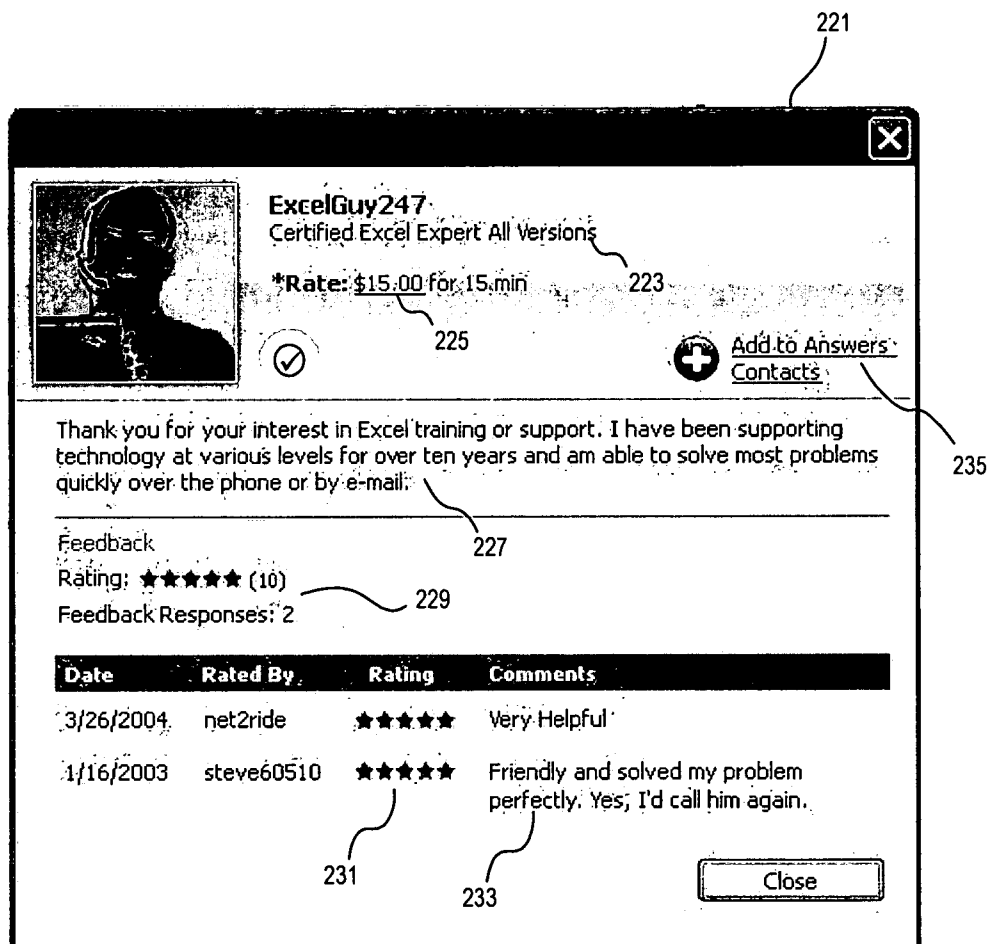 221
ExcelGuy247
Certified Excel Expert All Versions
223
*Rate: $15.00 for 15 min
225
Add to Answers
Contacts
235
Thank you for your interest in Excel training or support. I have been supporting
technology at various levels for over ten years and am able to solve most problems
quickly over the phone or by e-mail.
227
Feedback
Rating: ★★★★★ (10)
229
Feedback Responses: 2
Date Rated By Rating Comments
3/26/2004 net2ride ★★★★★ Very Helpful
1/16/2003 steve60510 ★★★★★ Friendly and solved my problem
perfectly. Yes, I'd call him again.
231
233
Close